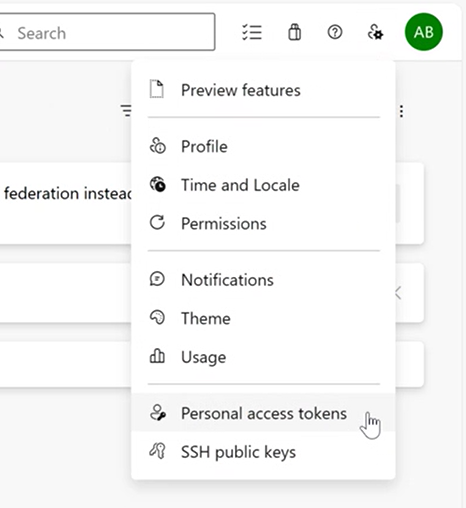 Search
AB
Preview features
Profile
federation instead
Time and Locale
Permissions
Notifications
Theme
Usage
Personal access tokens
SSH public keys